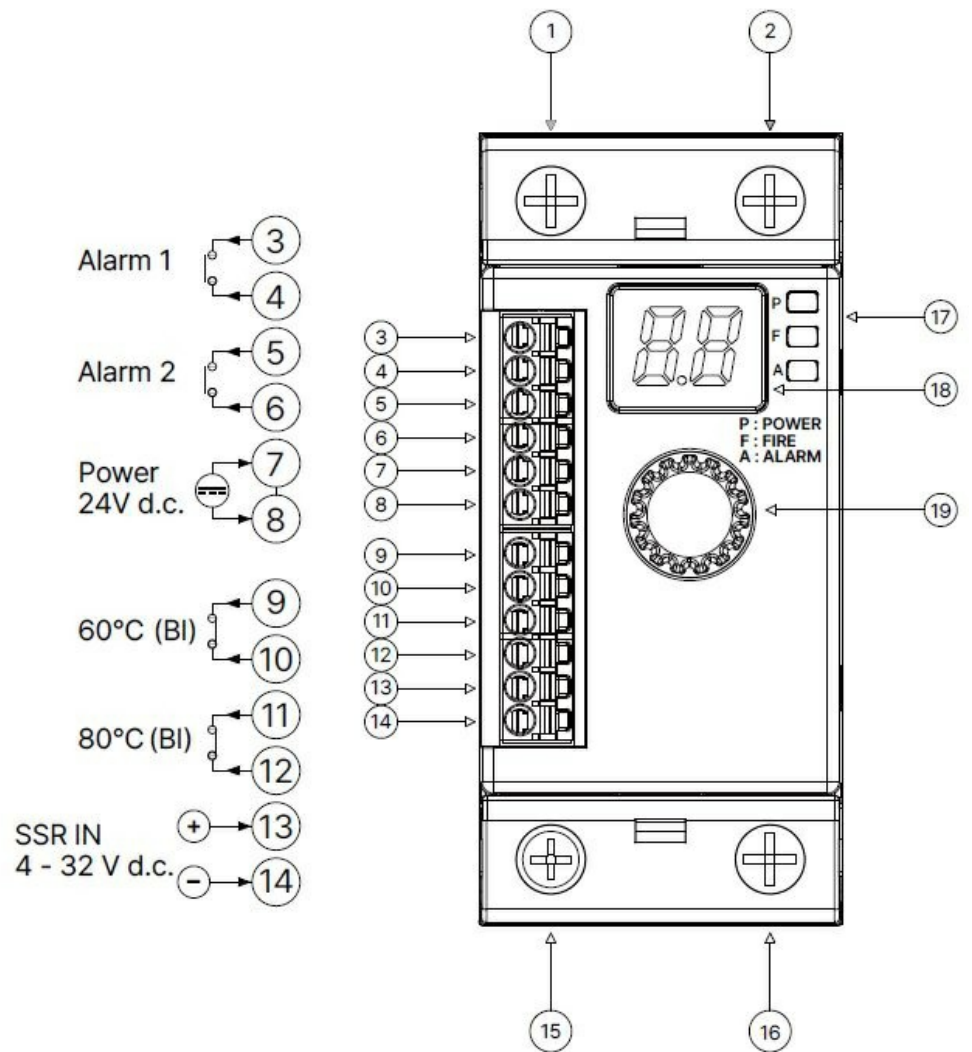 1
2
Alarm 1
3
4
Alarm 2
5
6
Power
24V d.c.
7
8
60°C (BI)
9
10
80°C (BI)
11
12
SSR IN
4 - 32 V d.c.
+
13
−
14
3
4
5
6
7
8
9
10
11
12
13
14
8.8
P
F
A
17
18
P : POWER
F : FIRE
A : ALARM
19
15
16